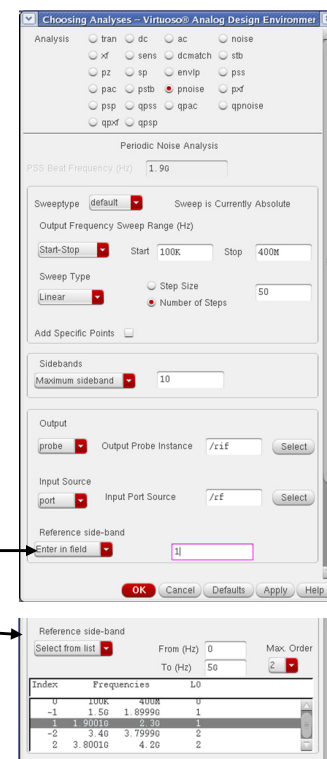 Choosing Analyses -- Virtuoso® Analog Design Environmer
Analysis tran dc ac noise
xf sens dcmatch stb
pz sp envlp pss
pac pstb pnoise pxf
psp qpss qpac qpnoise
qpxf qpsp
Periodic Noise Analysis
PSS Beat Frequency (Hz) 1.9G
Sweeptype default Sweep is Currently Absolute
Output Frequency Sweep Range (Hz)
Start-Stop Start 100K Stop 400M
Sweep Type
Linear Step Size 50
Number of Steps
Add Specific Points
Sidebands
Maximum sideband 10
Output
probe Output Probe Instance /rif Select
Input Source
port Input Port Source /rf Select
Reference side-band
Enter in field 1
OK Cancel Defaults Apply Help
Reference side-band
Select from list From (Hz) 0 Max. Order
To (Hz) 5G 2
Index Frequencies LO
0 100K 400M 0
-1 1.5G 1.8999G 1
1 1.9001G 2.3G 1
-2 3.4G 3.7999G 2
2 3.8001G 4.2G 2